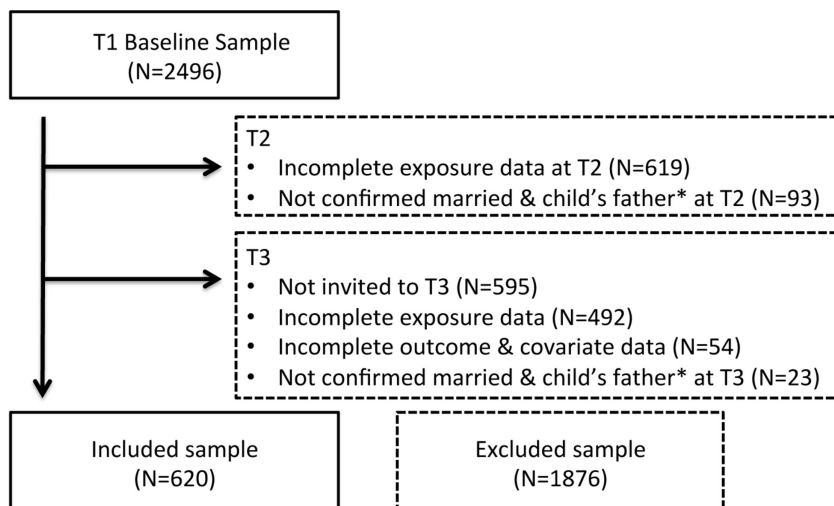 T1 Baseline Sample
(N=2496)
T2
• Incomplete exposure data at T2 (N=619)
• Not confirmed married & child's father* at T2 (N=93)
T3
• Not invited to T3 (N=595)
• Incomplete exposure data (N=492)
• Incomplete outcome & covariate data (N=54)
• Not confirmed married & child's father* at T3 (N=23)
Included sample
(N=620)
Excluded sample
(N=1876)